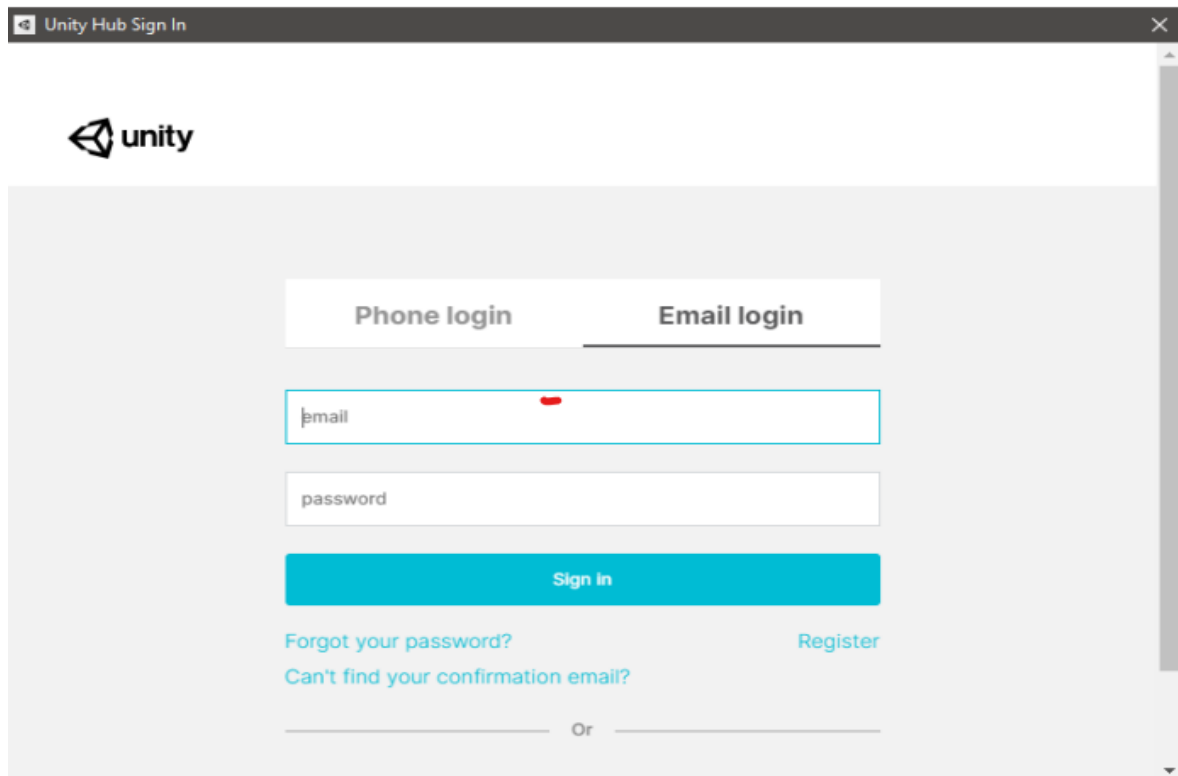 Unity Hub Sign In
unity
Phone login Email login
email
password
Sign in
Forgot your password? Register
Can't find your confirmation email?
Or